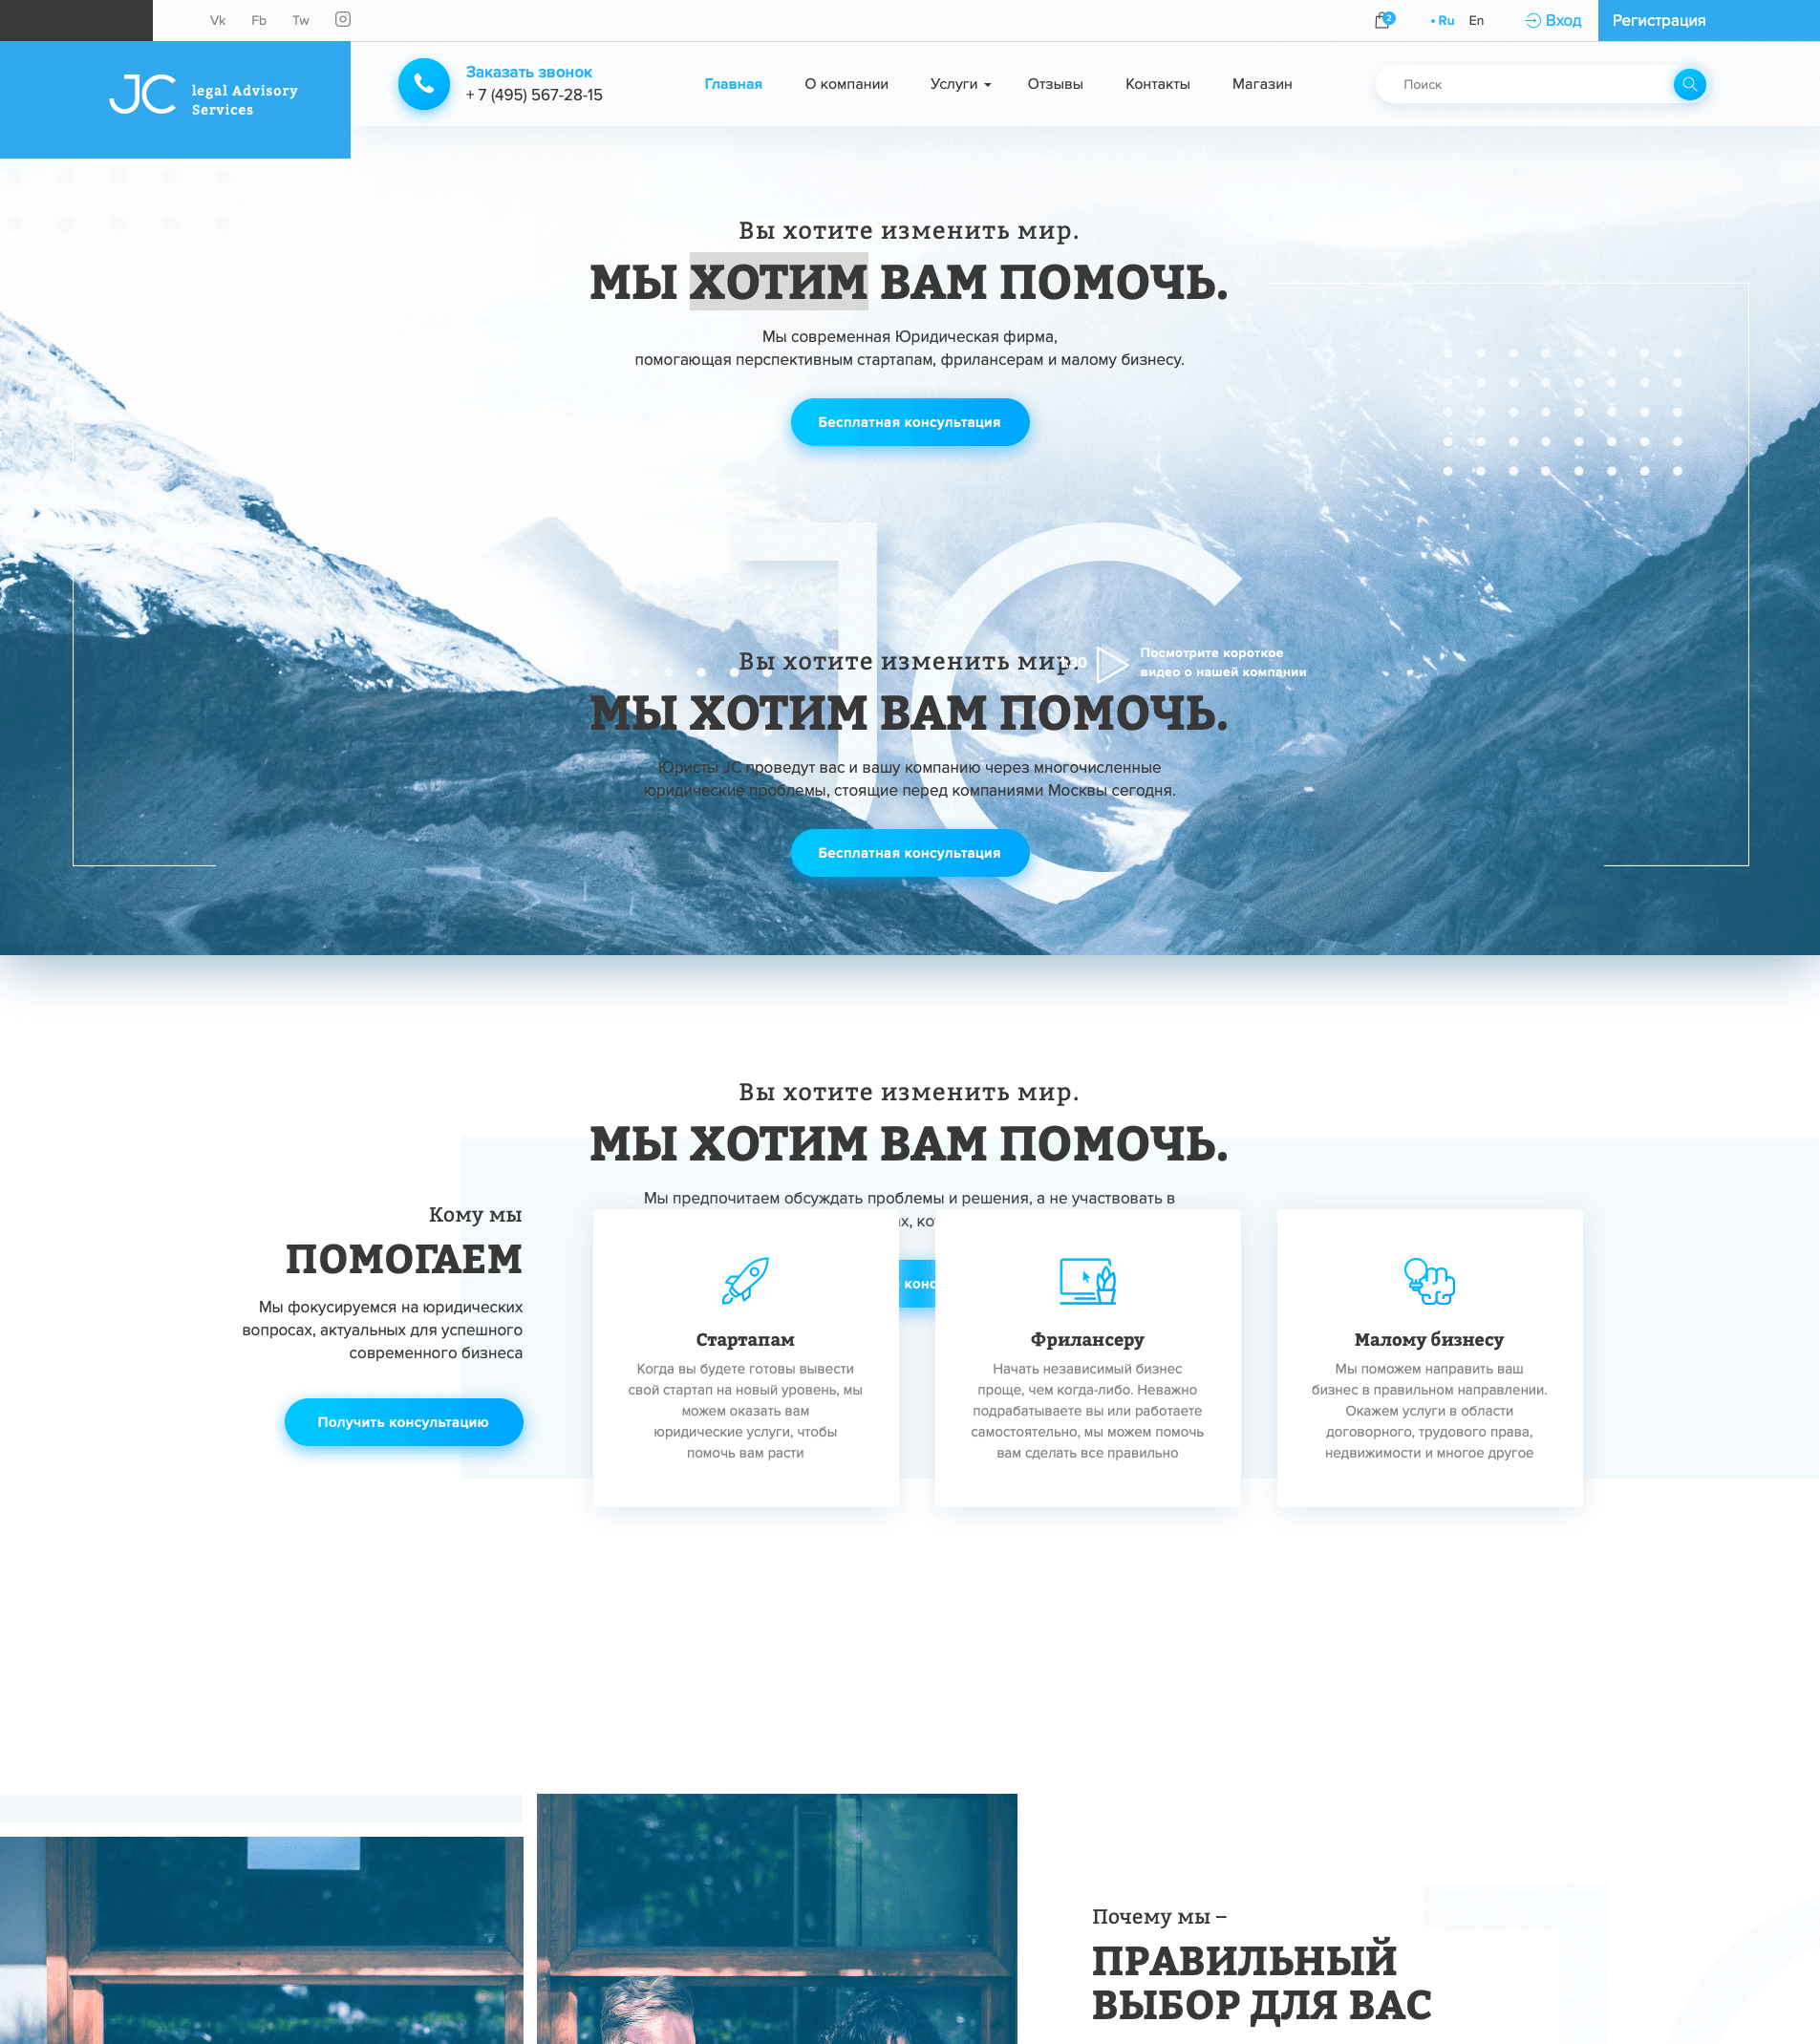 Vk Fb Tw
2
Ru En
Вход
Регистрация
JC legal Advisory
Services
Заказать звонок
+ 7 (495) 567-28-15
Главная О компании Услуги Отзывы Контакты Магазин
Поиск
Вы хотите изменить мир.
МЫ ХОТИМ ВАМ ПОМОЧЬ.
Мы современная Юридическая фирма,
помогающая перспективным стартапам, фрилансерам и малому бизнесу.
Бесплатная консультация
JC
Вы хотите изменить мир.
Посмотрите короткое
видео о нашей компании
МЫ ХОТИМ ВАМ ПОМОЧЬ.
Юристы JC проведут вас и вашу компанию через многочисленные
юридические проблемы, стоящие перед компаниями Москвы сегодня.
Бесплатная консультация
Вы хотите изменить мир.
МЫ ХОТИМ ВАМ ПОМОЧЬ.
Мы предпочитаем обсуждать проблемы и решения, а не участвовать в
Кому мы
ПОМОГАЕМ
Мы фокусируемся на юридических
вопросах, актуальных для успешного
современного бизнеса
Получить консультацию
Стартапам
Когда вы будете готовы вывести
свой стартап на новый уровень, мы
можем оказать вам
юридические услуги, чтобы
помочь вам расти
Фрилансеру
Начать независимый бизнес
проще, чем когда-либо. Неважно
подрабатываете вы или работаете
самостоятельно, мы можем помочь
вам сделать все правильно
Малому бизнесу
Мы поможем направить ваш
бизнес в правильном направлении.
Окажем услуги в области
договорного, трудового права,
недвижимости и многое другое
Почему мы –
ПРАВИЛЬНЫЙ
ВЫБОР ДЛЯ ВАС